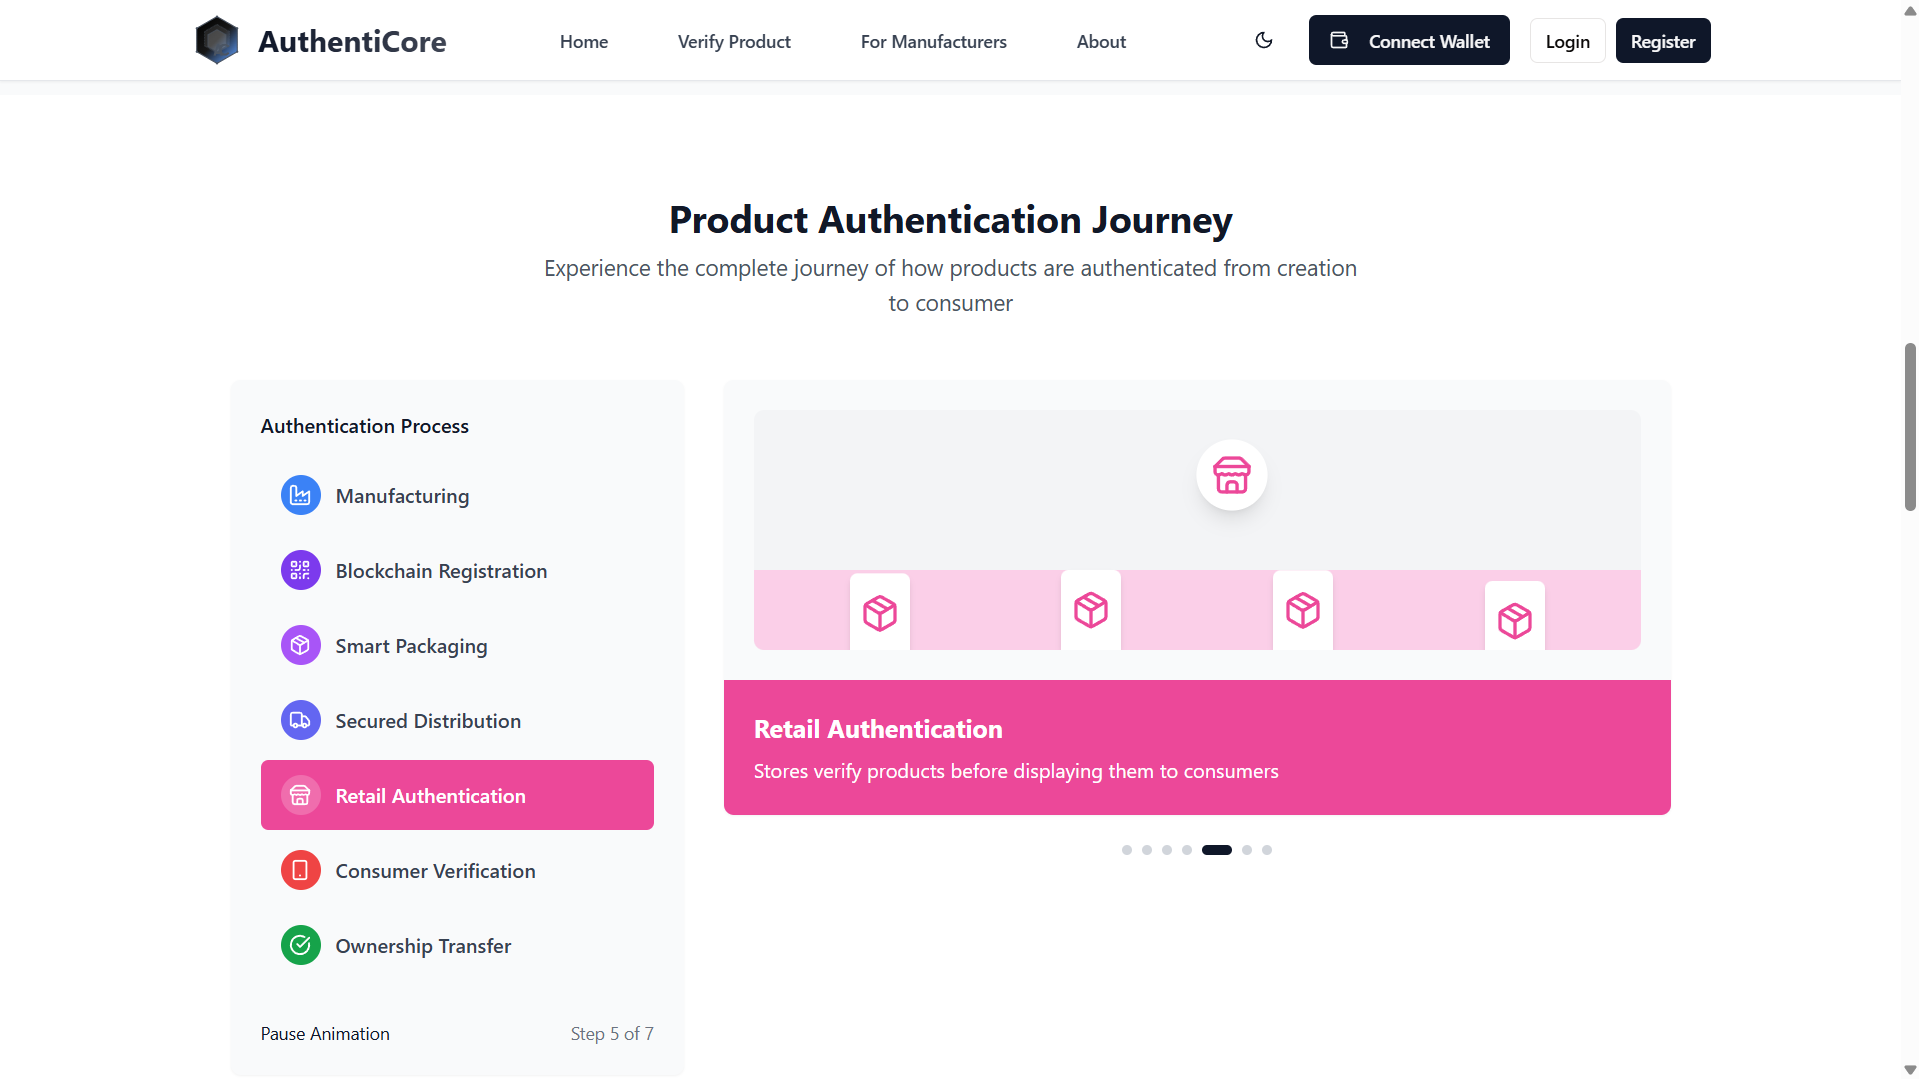 AuthentiCore
Home
Verify Product
For Manufacturers
About
Connect Wallet
Login
Register
Product Authentication Journey
Experience the complete journey of how products are authenticated from creation
to consumer
Authentication Process
Manufacturing
Blockchain Registration
Smart Packaging
Secured Distribution
Retail Authentication
Consumer Verification
Ownership Transfer
Pause Animation
Step 5 of 7
Retail Authentication
Stores verify products before displaying them to consumers